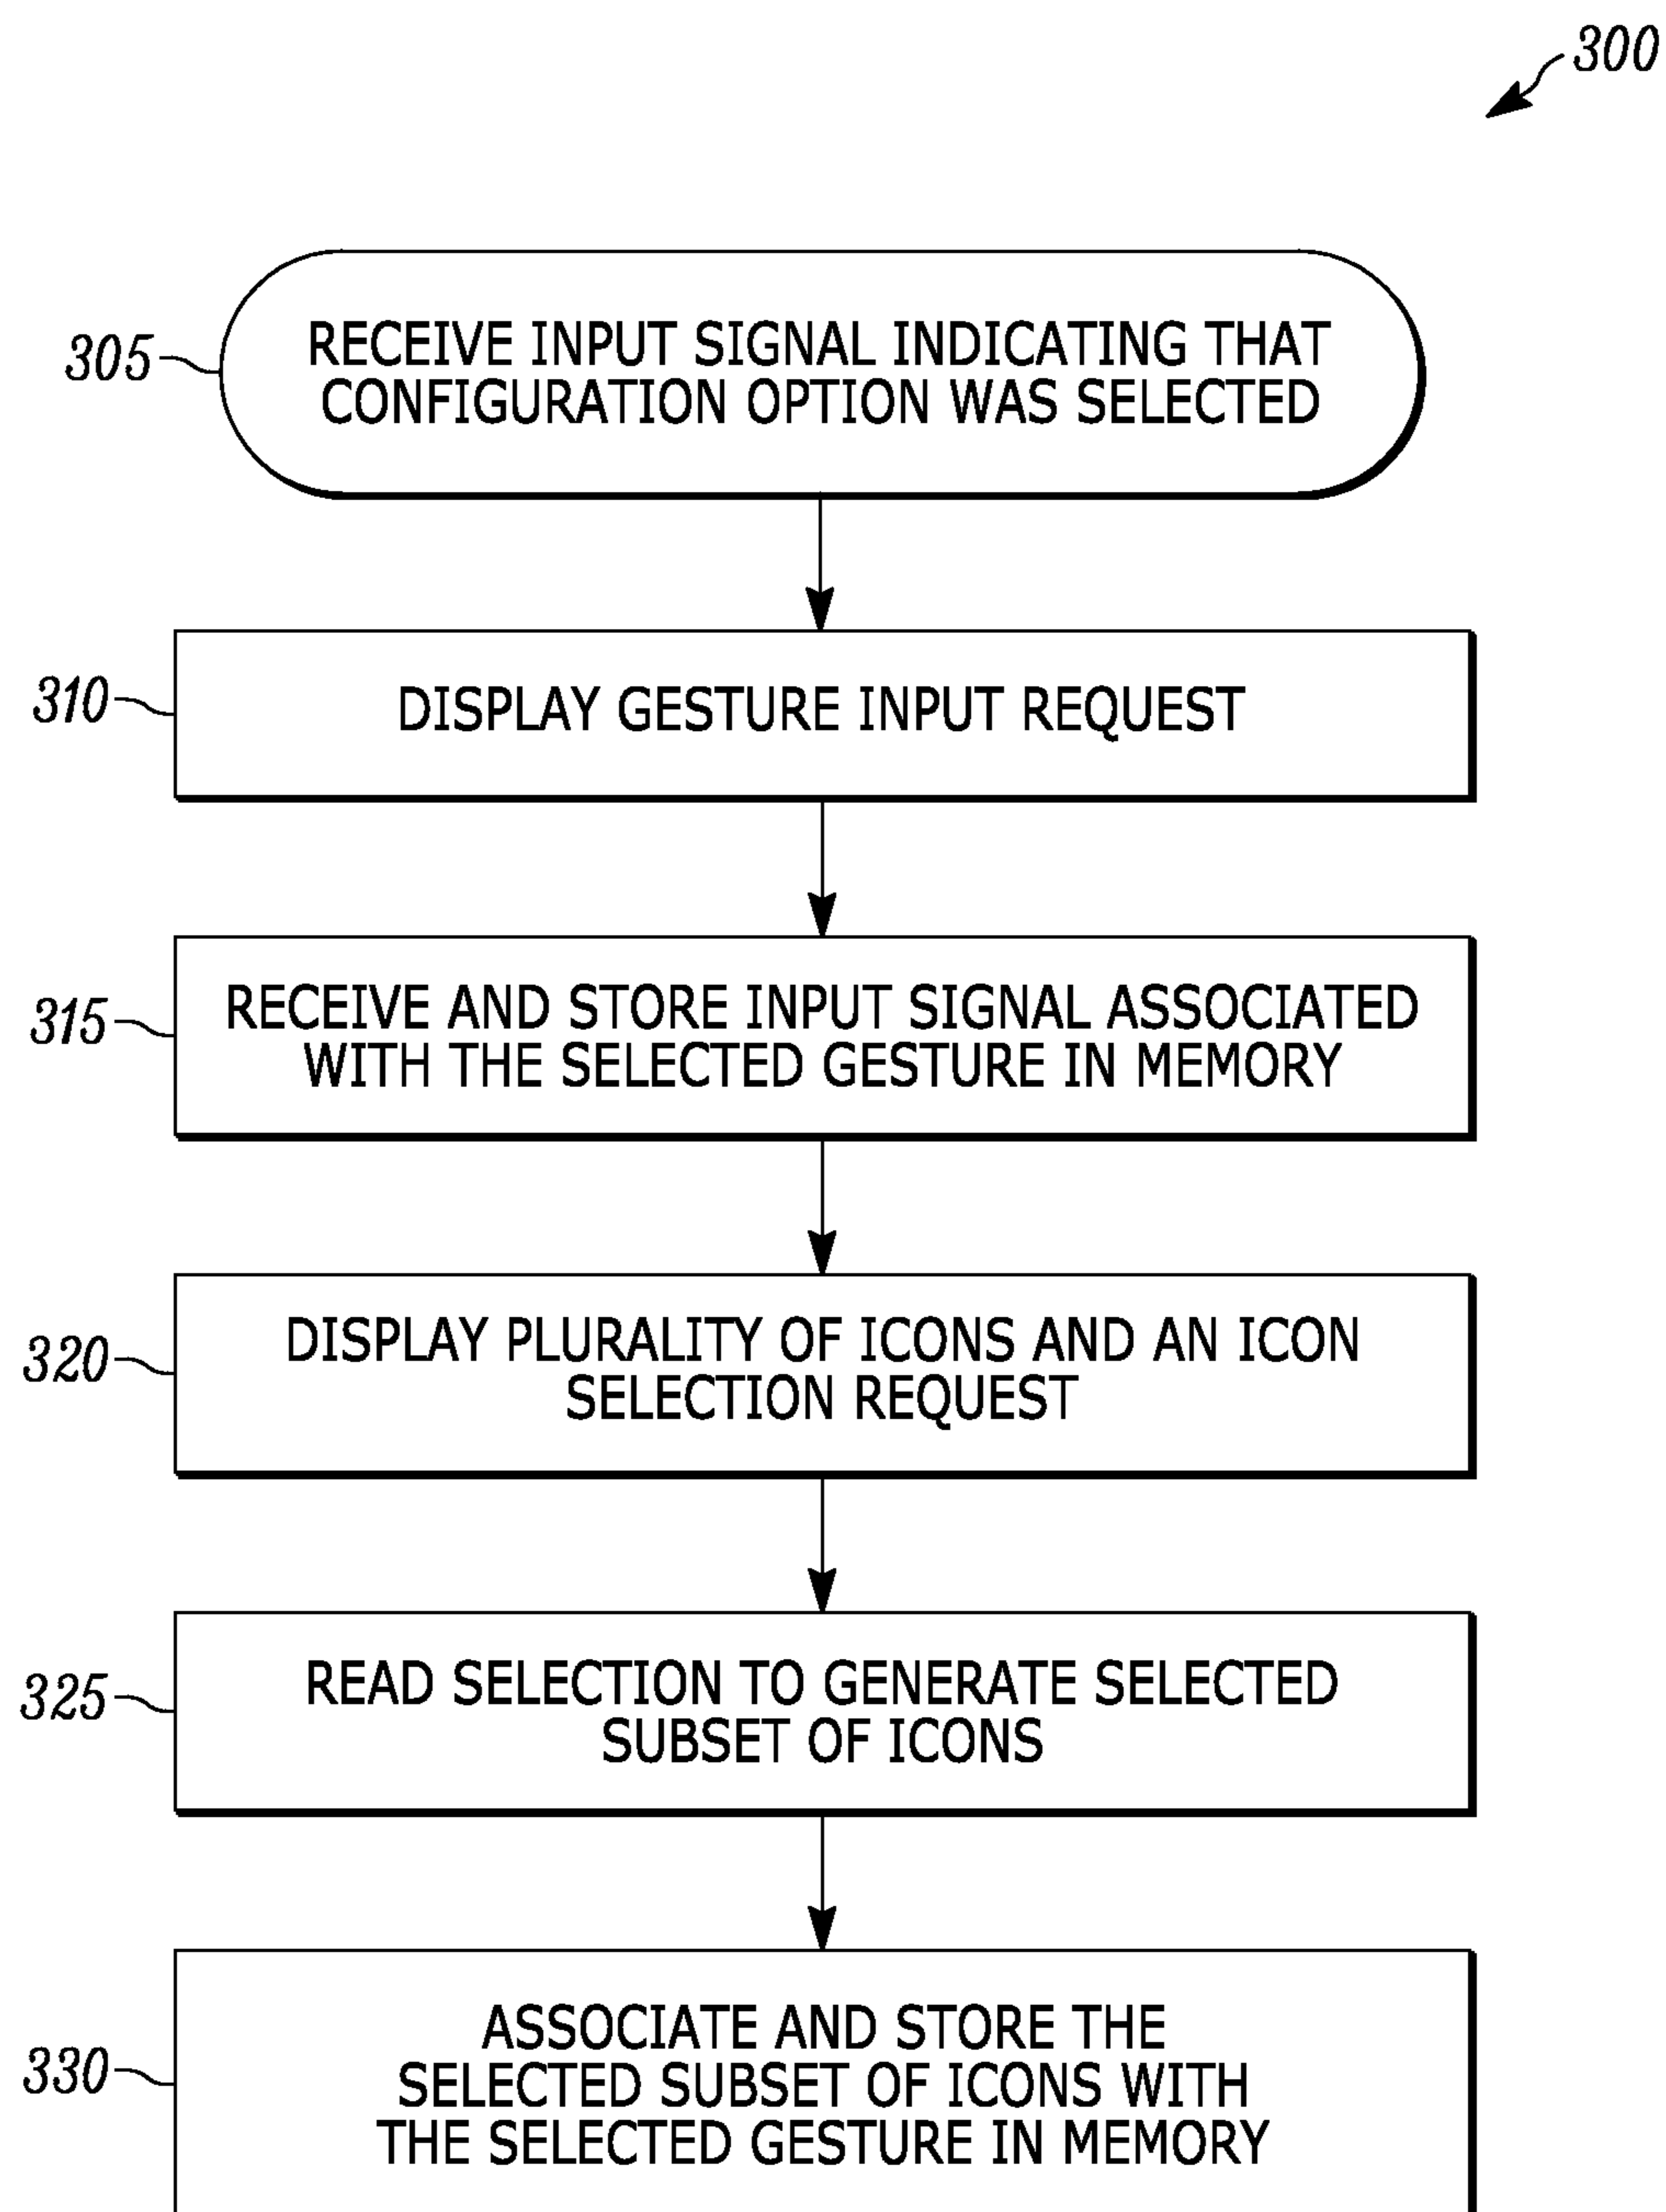 300
305
RECEIVE INPUT SIGNAL INDICATING THAT
CONFIGURATION OPTION WAS SELECTED
310
DISPLAY GESTURE INPUT REQUEST
315
RECEIVE AND STORE INPUT SIGNAL ASSOCIATED
WITH THE SELECTED GESTURE IN MEMORY
320
DISPLAY PLURALITY OF ICONS AND AN ICON
SELECTION REQUEST
325
READ SELECTION TO GENERATE SELECTED
SUBSET OF ICONS
330
ASSOCIATE AND STORE THE
SELECTED SUBSET OF ICONS WITH
THE SELECTED GESTURE IN MEMORY